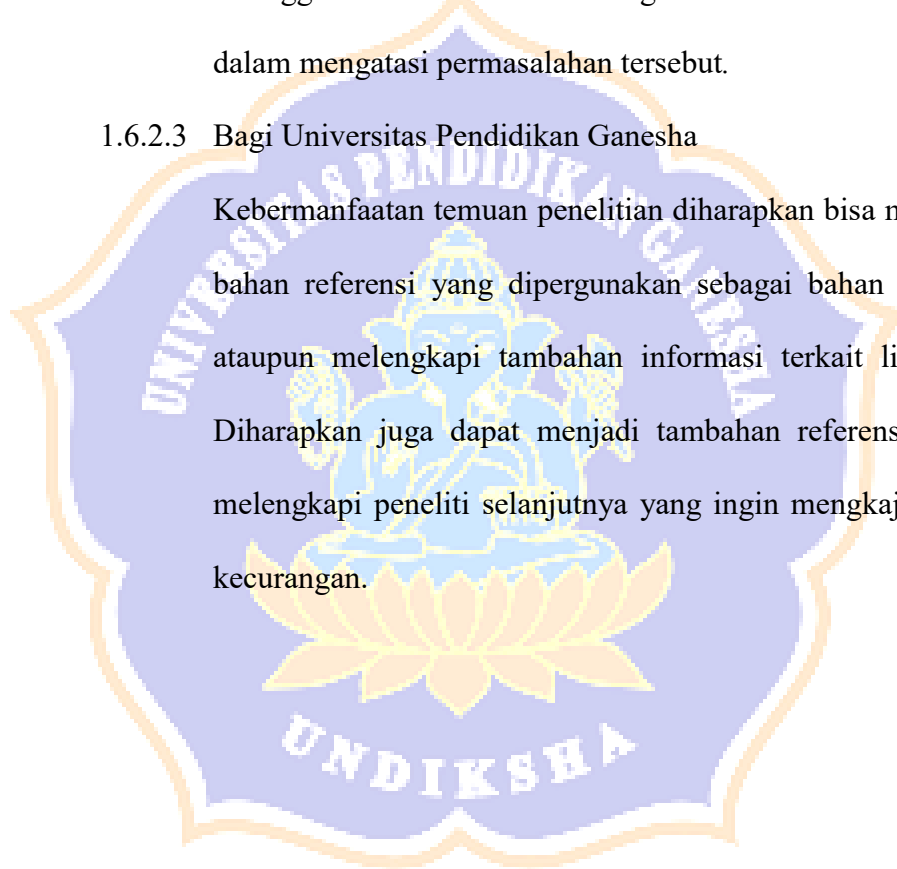 dalam mengatasi permasalahan tersebut.
1.6.2.3 Bagi Universitas Pendidikan Ganesha
Kebermanfaatan temuan penelitian diharapkan bisa
bahan referensi yang dipergunakan sebagai bahan
ataupun melengkapi tambahan informasi terkait
Diharapkan juga dapat menjadi tambahan
melengkapi peneliti selanjutnya yang ingin
kecurangan.
UNIVERSITAS PENDIDIKAN GANESHA
UNDIKSHA